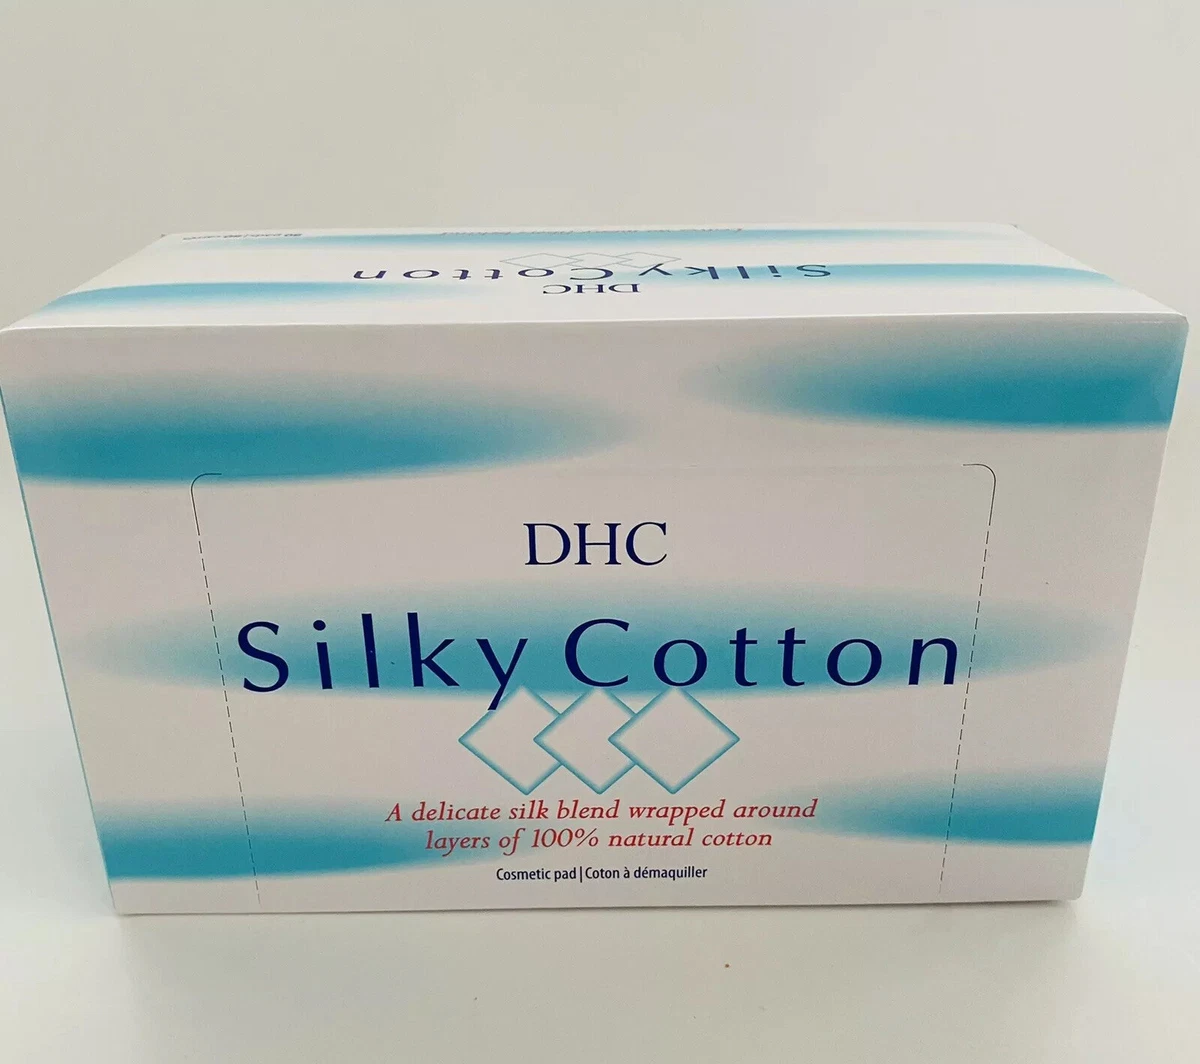 Silky Cotton
DHC
DHC
Silky Cotton
A delicate silk blend wrapped around
layers of 100% natural cotton
Cosmetic pad | Coton à démaquiller